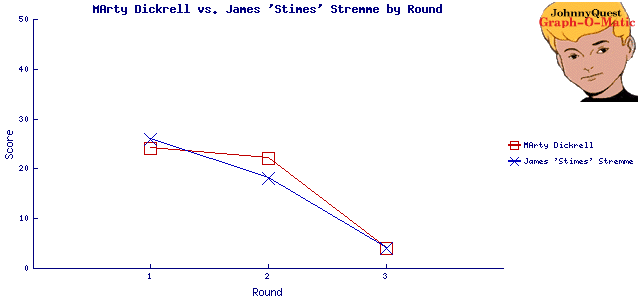 MArty Dickrell vs. James 'Stimes' Stremme by Round
JohnnyQuest
Graph-O-Matic
50
40
30
20
10
0
Score
1
2
3
Round
MArty Dickrell
James 'Stimes' Stremme